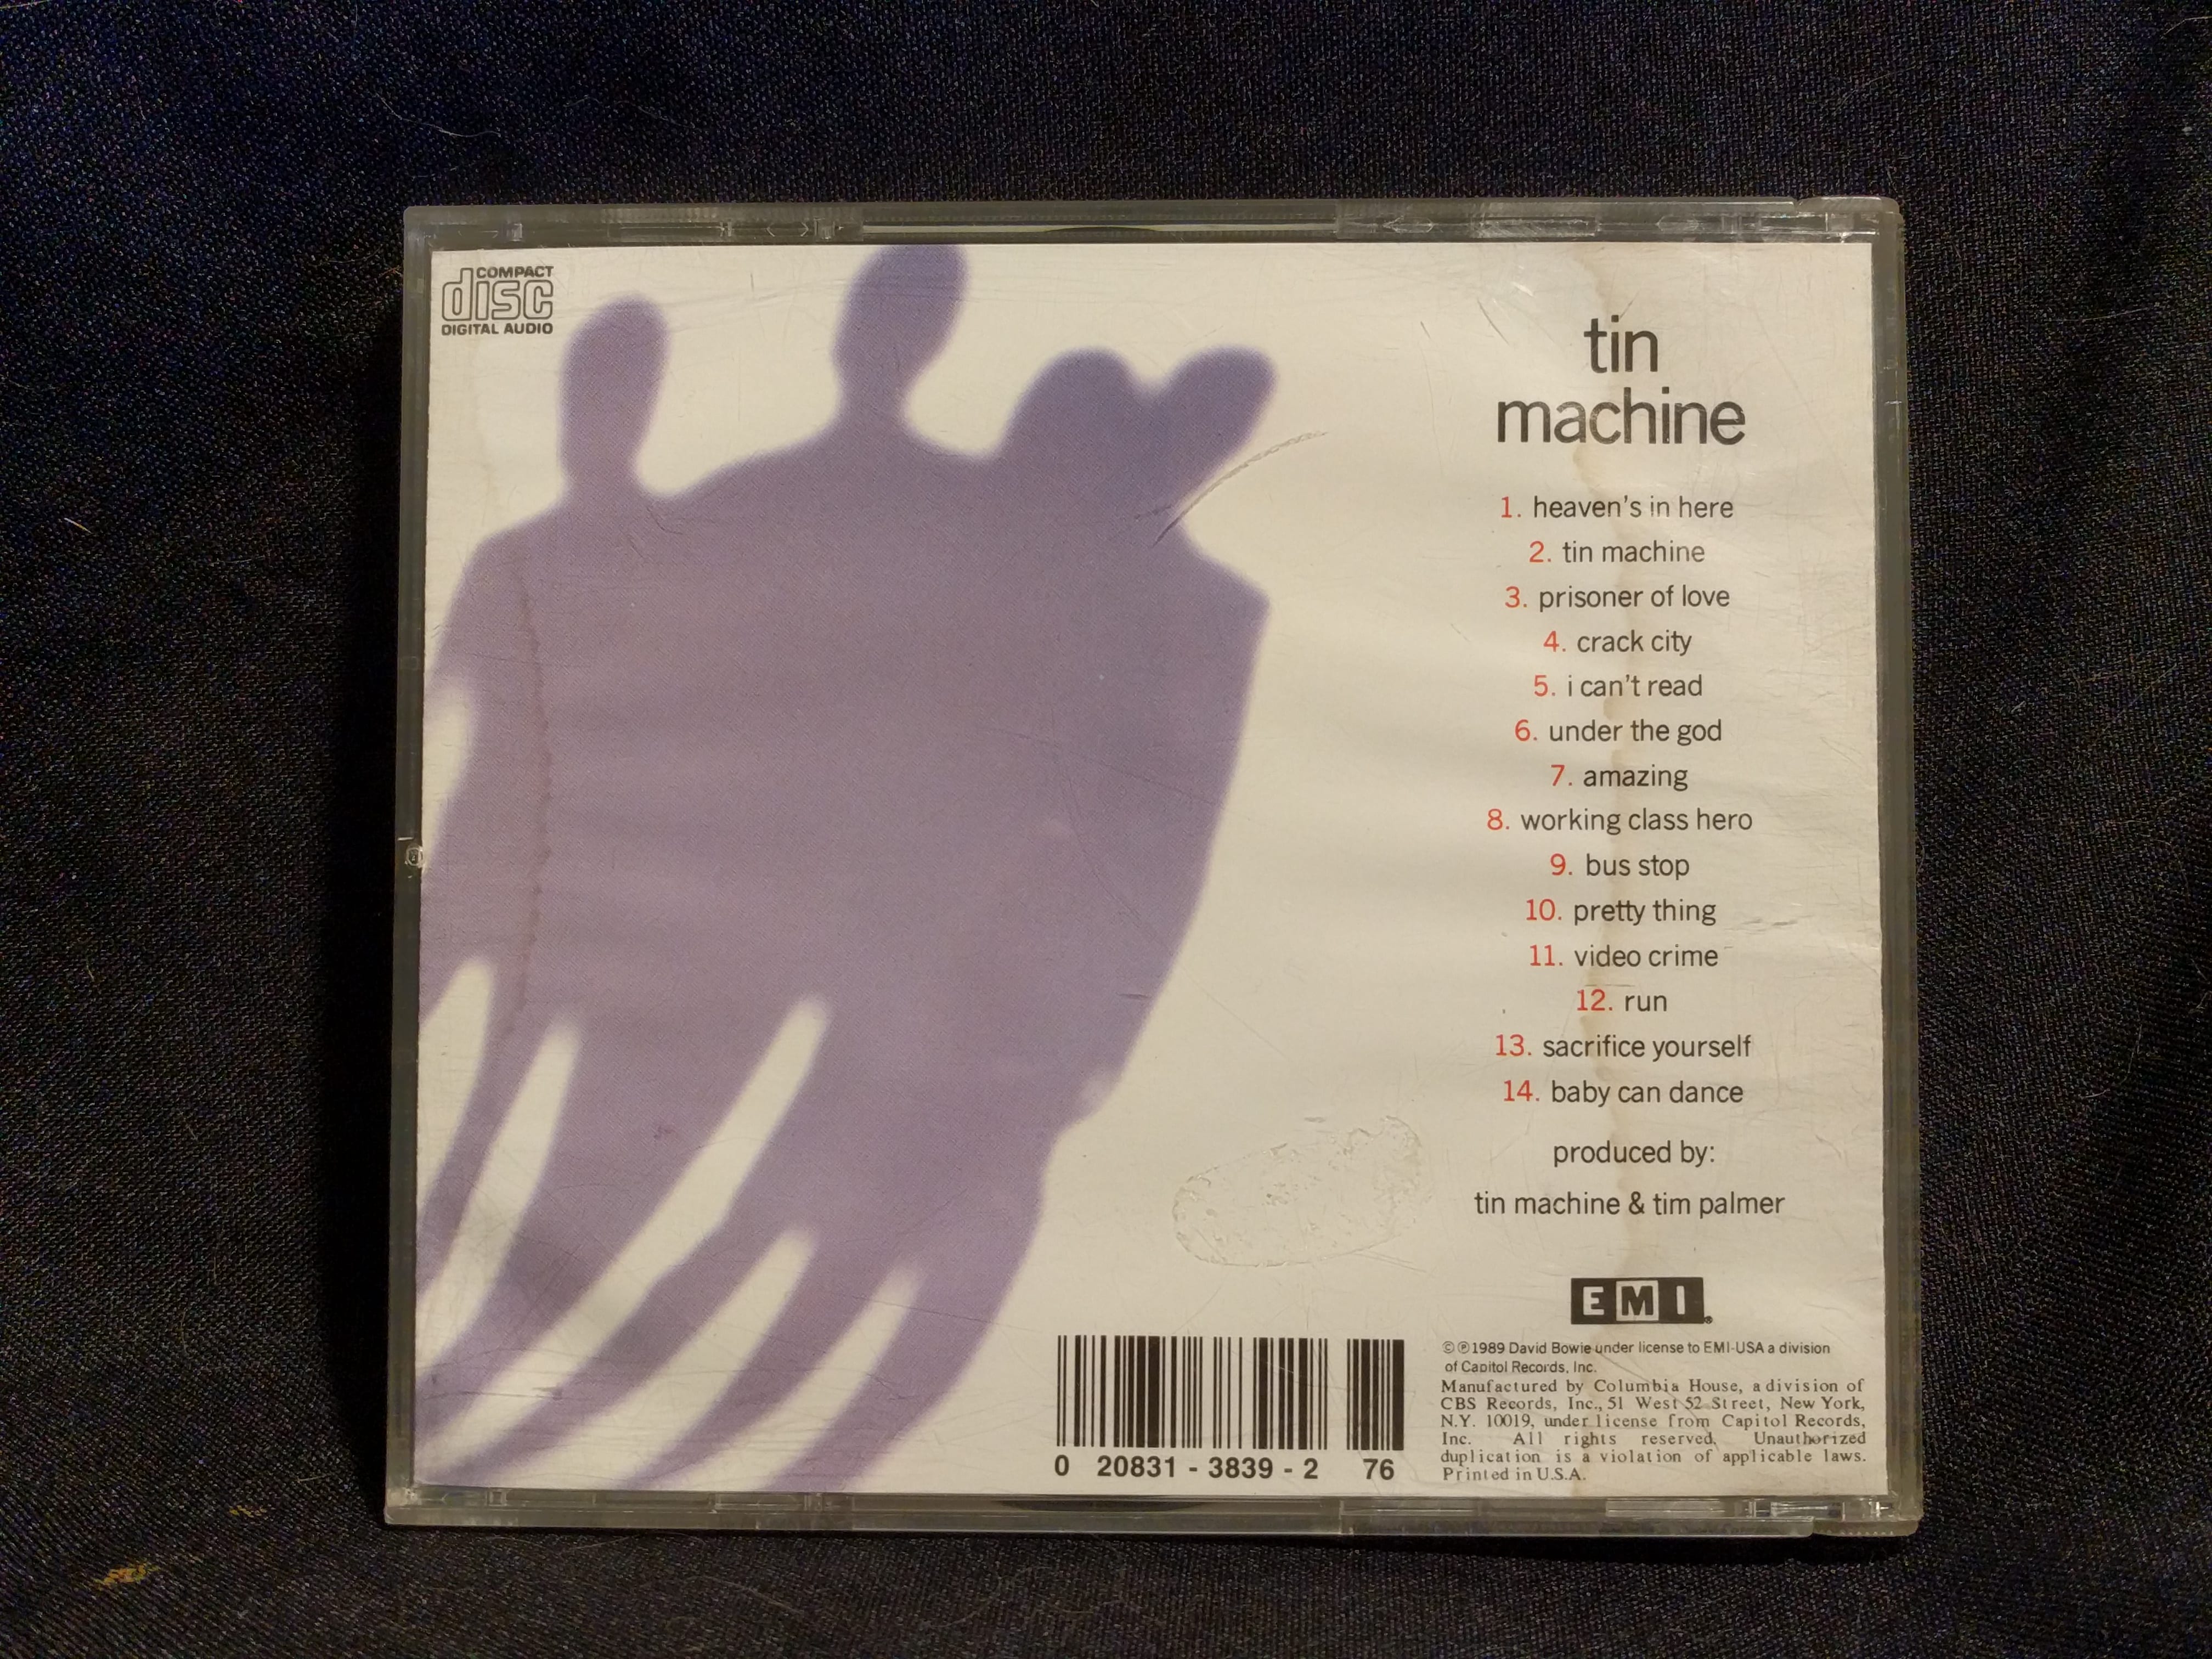 COMPACT
disc
DIGITAL AUDIO
tin
machine
1. heaven's in here
2. tin machine
3. prisoner of love
4. crack city
5. i can't read
6. under the god
7. amazing
8. working class hero
9. bus stop
10. pretty thing
11. video crime
12. run
13. sacrifice yourself
14. baby can dance
produced by:
tin machine & tim palmer
EMI®
©℗1989 David Bowie under license to EMI-USA a division
of Capitol Records, Inc.
Manufactured by Columbia House, a division of
CBS Records, Inc., 51 West 52 Street, New York,
N.Y. 10019, under license from Capitol Records,
Inc. All rights reserved, Unauthorized
duplication is a violation of applicable laws.
Printed in U.S.A.
0 20831 - 3839 - 2 76